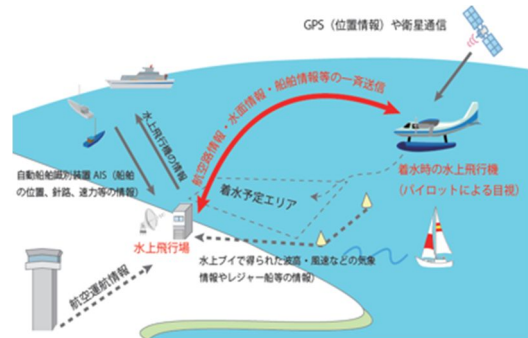 GPS（位置情報）や衛星通信
航空路情報・水面情報・船舶情報等の一斉送信
水上飛行機の情報
自動船舶識別装置 AIS（船舶
の位置、針路、速力等の情報）
着水予定エリア
着水時の水上飛行機
（パイロットによる目視）
水上飛行場
水上ブイで得られた波高・風速などの気象
情報やレジャー船等の情報）
航空運航情報